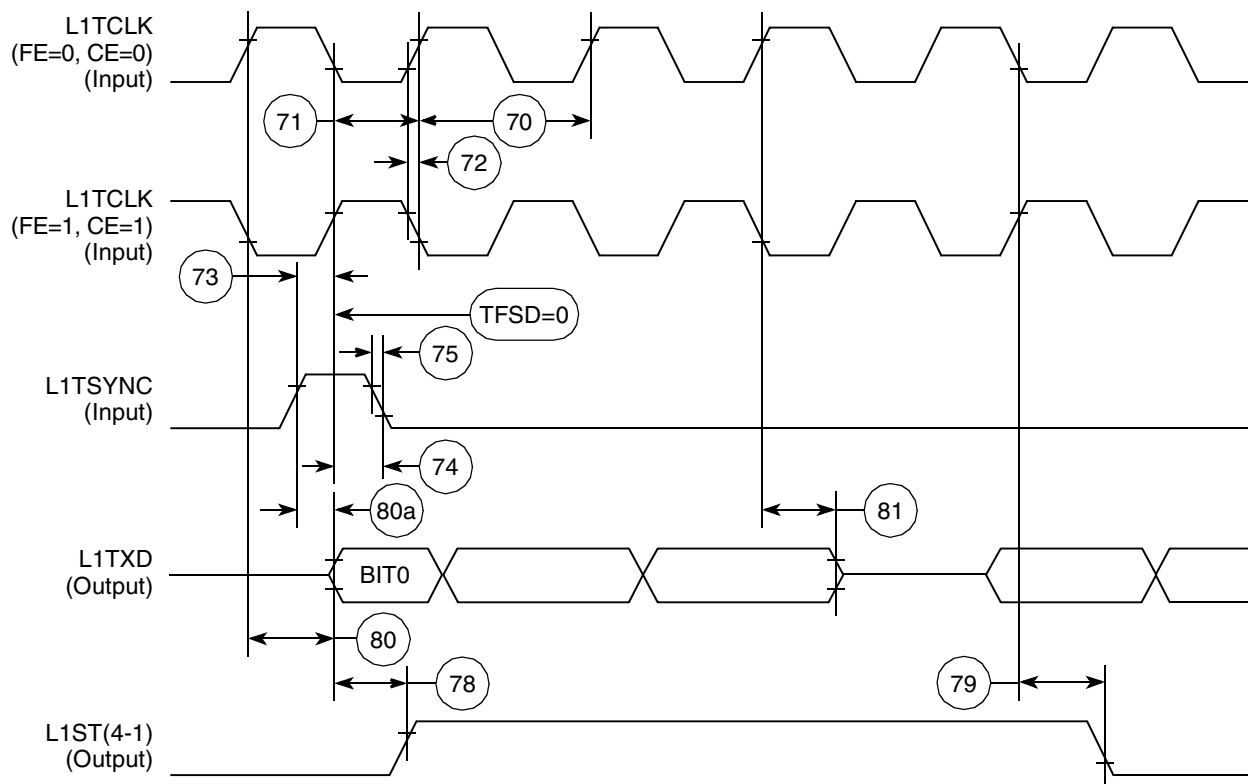 L1TCLK
(FE=0, CE=0)
(Input)
71
70
72
L1TCLK
(FE=1, CE=1)
(Input)
73
TFSD=0
75
L1TSYNC
(Input)
74
80a
81
L1TXD
(Output)
BIT0
80
78
79
L1ST(4-1)
(Output)